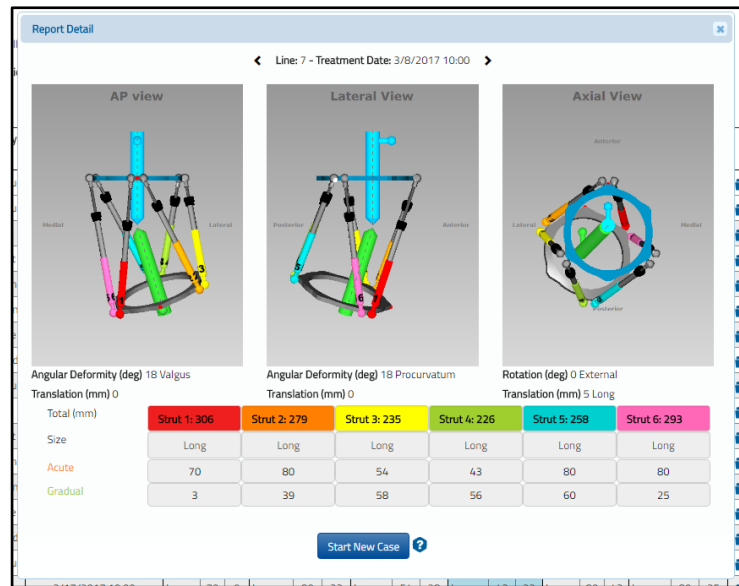 Report Detail
Line: 7 - Treatment Date: 3/8/2017 10:00
AP view
Lateral View
Axial View
Anterior
Medial
Lateral
Posterior
Anterior
Lateral
Medial
Posterior
Angular Deformity (deg) 18 Valgus
Angular Deformity (deg) 18 Procurvatum
Rotation (deg) 0 External
Translation (mm) 0
Translation (mm) 0
Translation (mm) 5 Long
Total (mm)
Strut 1: 306
Strut 2: 279
Strut 3: 235
Strut 4: 226
Strut 5: 258
Strut 6: 293
Size
Long
Long
Long
Long
Long
Long
Acute
70
80
54
43
80
80
Gradual
3
39
58
56
60
25
Start New Case
?